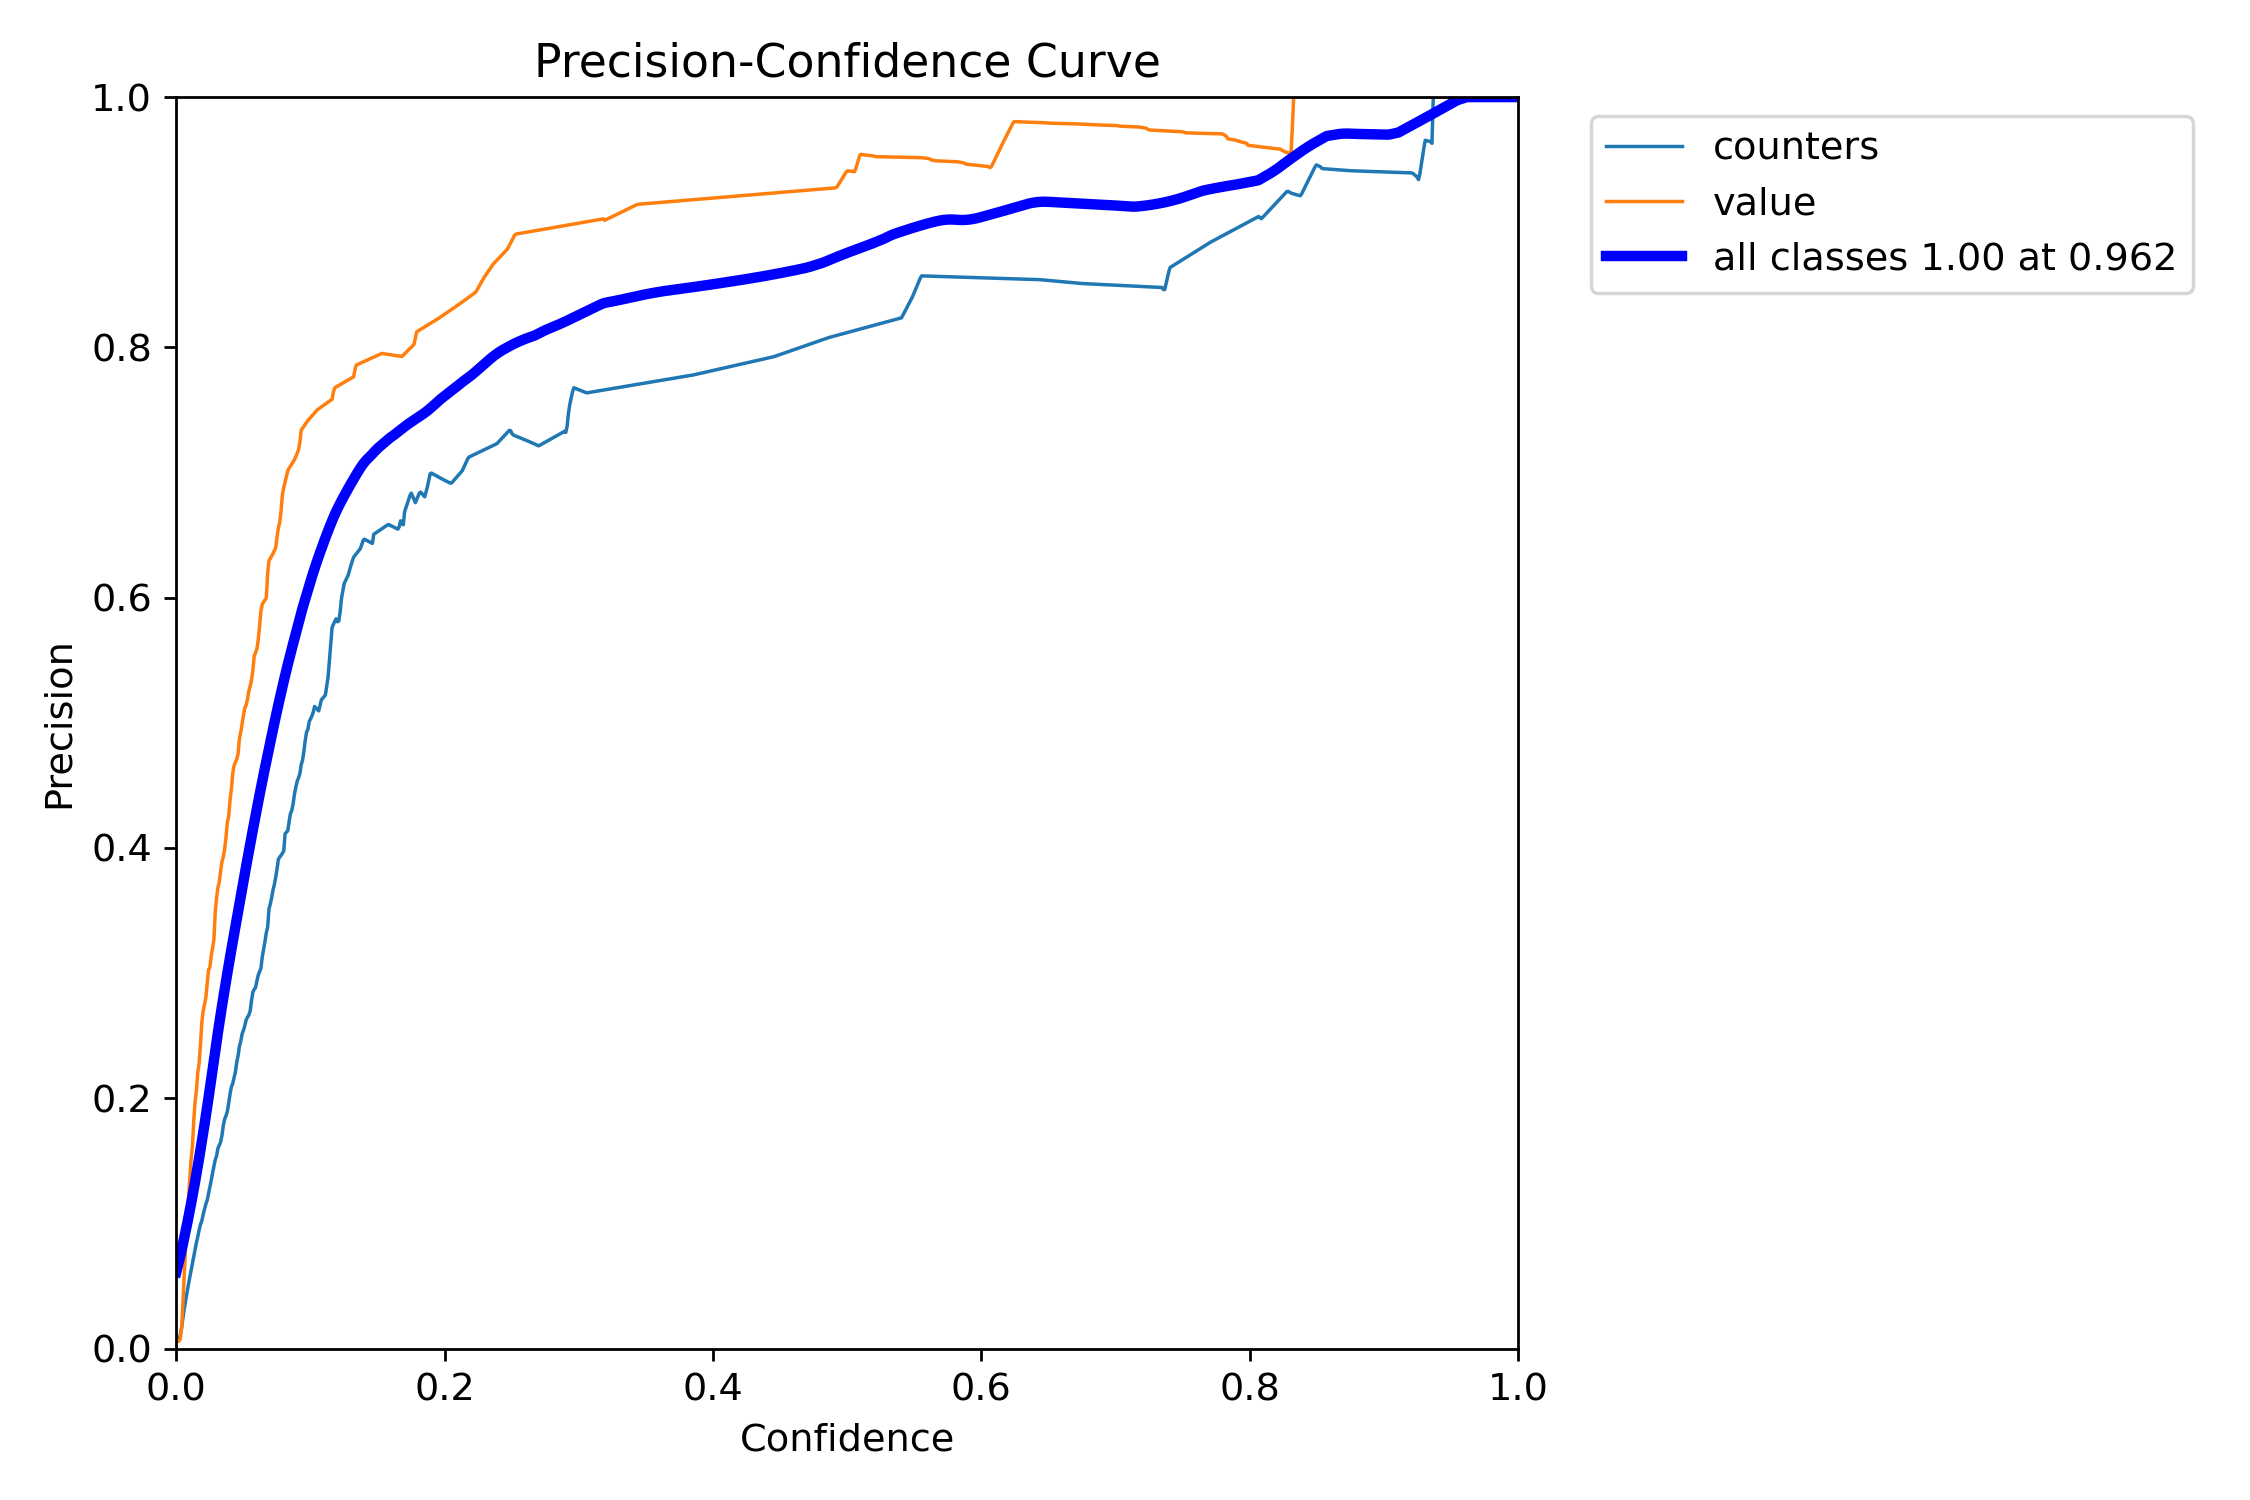 Precision-Confidence Curve
1.0
0.8
0.6
0.4
0.2
0.0
Precision
0.0 0.2 0.4 0.6 0.8 1.0
Confidence
counters
value
all classes 1.00 at 0.962